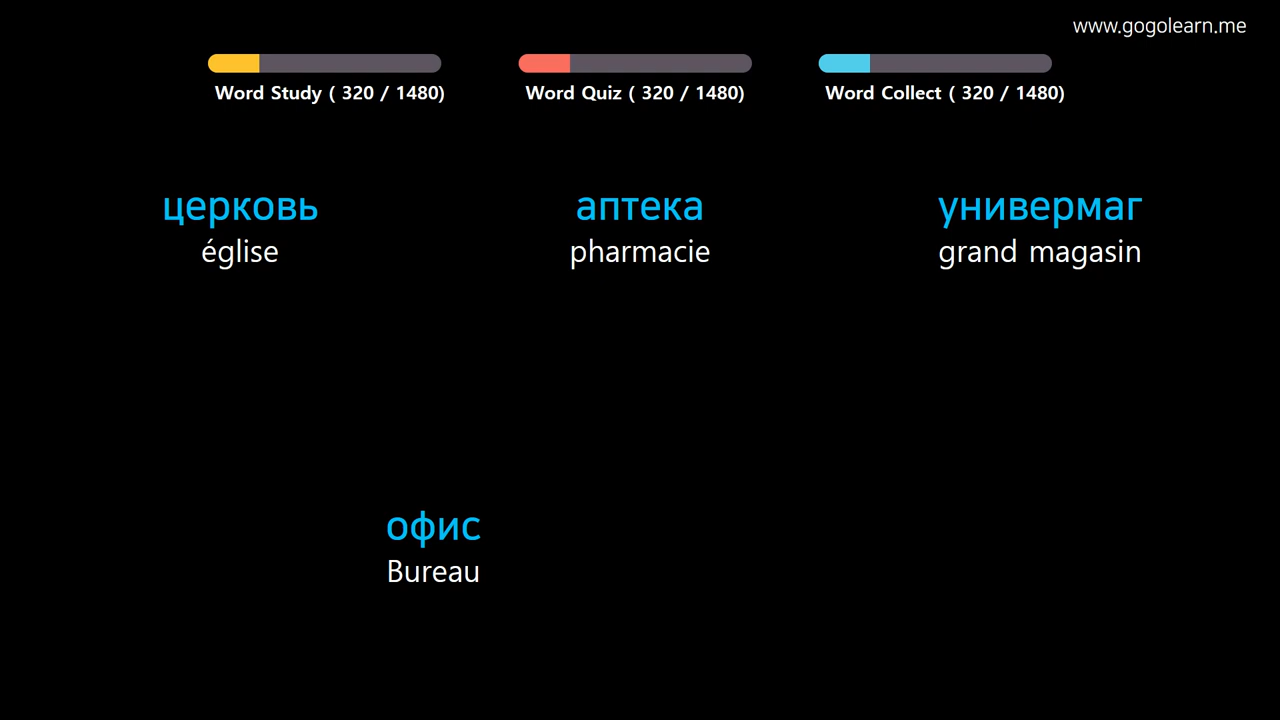 www.gogolearn.me
Word Study ( 320 / 1480)
Word Quiz ( 320 / 1480)
Word Collect ( 320 / 1480)
церковь
église
аптека
pharmacie
универмаг
grand magasin
офис
Bureau